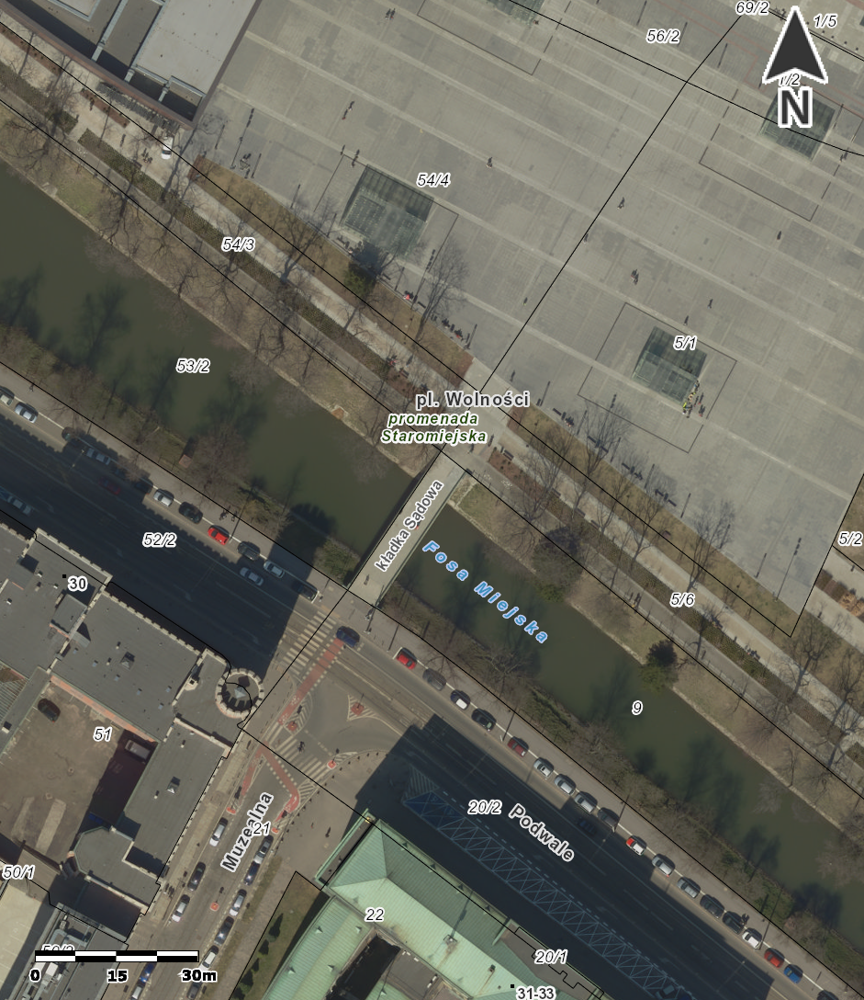 69/2
1/5
56/2
1/2
N
54/4
54/3
5/1
53/2
pl. Wolności
promenada
Staromiejska
Kładka Sądowa
52/2
5/2
30
Fosa Miejska
5/6
9
51
20/2
Podwale
Muzealna
21
50/1
22
20/1
0 15 30m
31-33